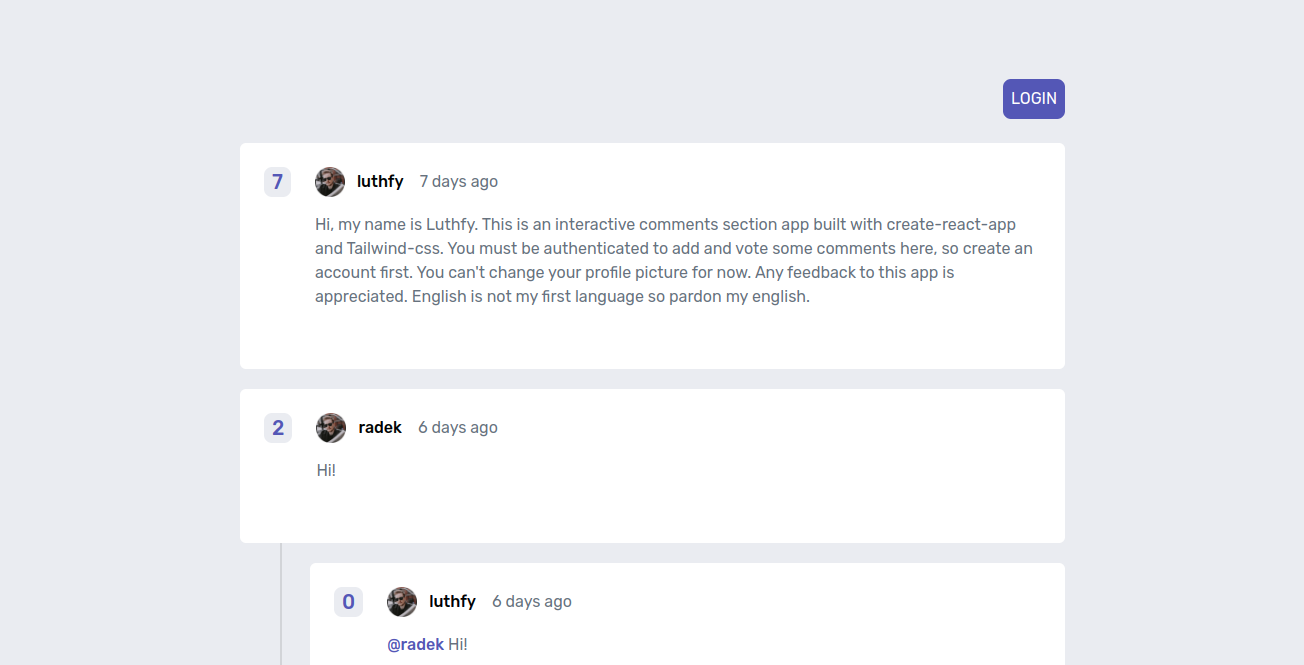 LOGIN
7 luthfy 7 days ago
Hi, my name is Luthfy. This is an interactive comments section app built with create-react-app
and Tailwind-css. You must be authenticated to add and vote some comments here, so create an
account first. You can't change your profile picture for now. Any feedback to this app is
appreciated. English is not my first language so pardon my english.
2 radek 6 days ago
Hi!
0 luthfy 6 days ago
@radek Hi!